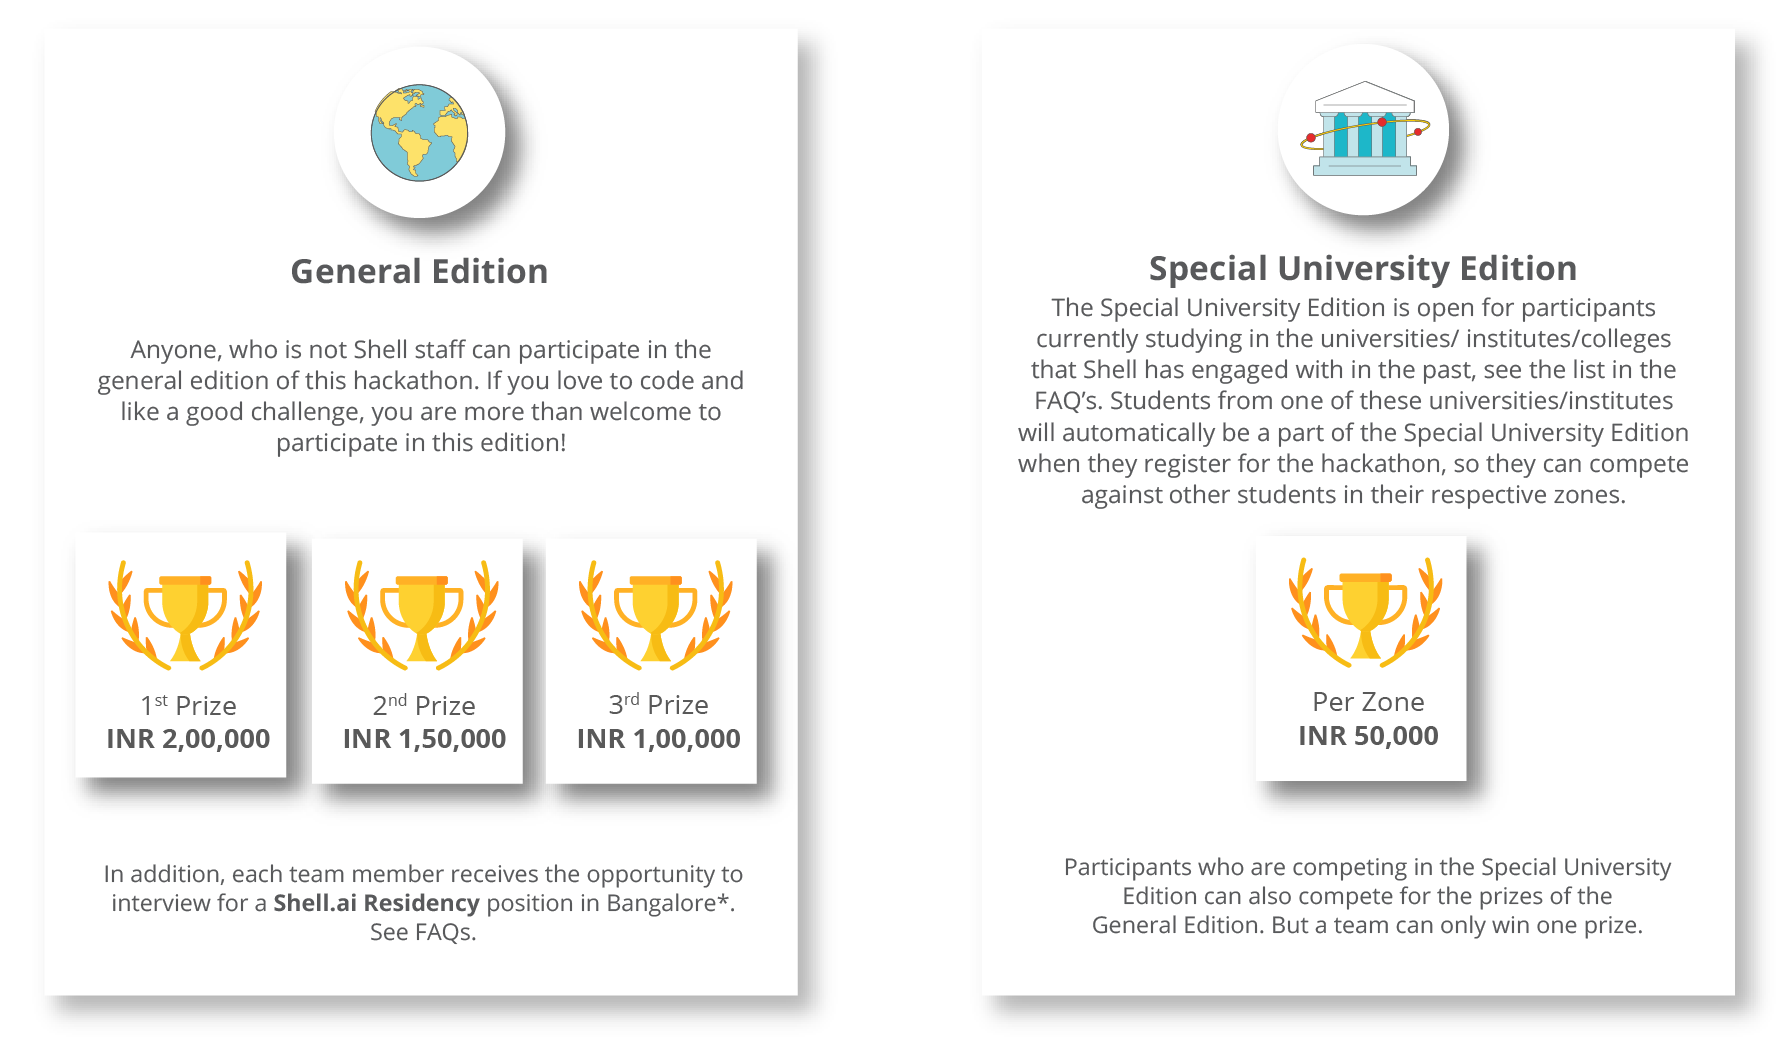 General Edition
Anyone, who is not Shell staff can participate in the
general edition of this hackathon. If you love to code and
like a good challenge, you are more than welcome to
participate in this edition!
1st Prize
INR 2,00,000
2nd Prize
INR 1,50,000
3rd Prize
INR 1,00,000
In addition, each team member receives the opportunity to
interview for a Shell.ai Residency position in Bangalore*.
See FAQs.
Special University Edition
The Special University Edition is open for participants
currently studying in the universities/ institutes/colleges
that Shell has engaged with in the past, see the list in the
FAQ’s. Students from one of these universities/institutes
will automatically be a part of the Special University Edition
when they register for the hackathon, so they can compete
against other students in their respective zones.
Per Zone
INR 50,000
Participants who are competing in the Special University
Edition can also compete for the prizes of the
General Edition. But a team can only win one prize.